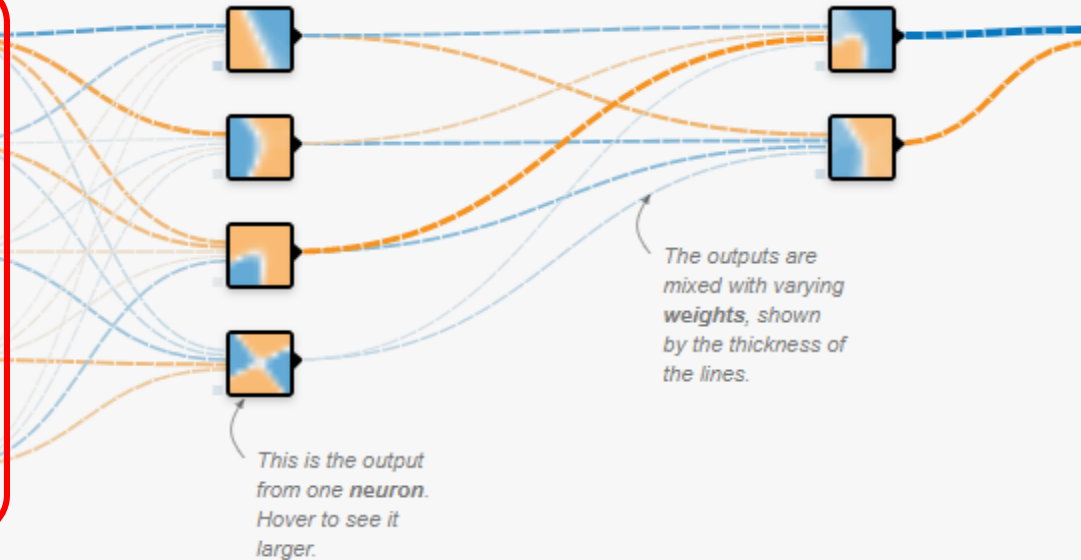 The outputs are
mixed with varying
weights, shown
by the thickness of
the lines.
This is the output
from one neuron.
Hover to see it
larger.